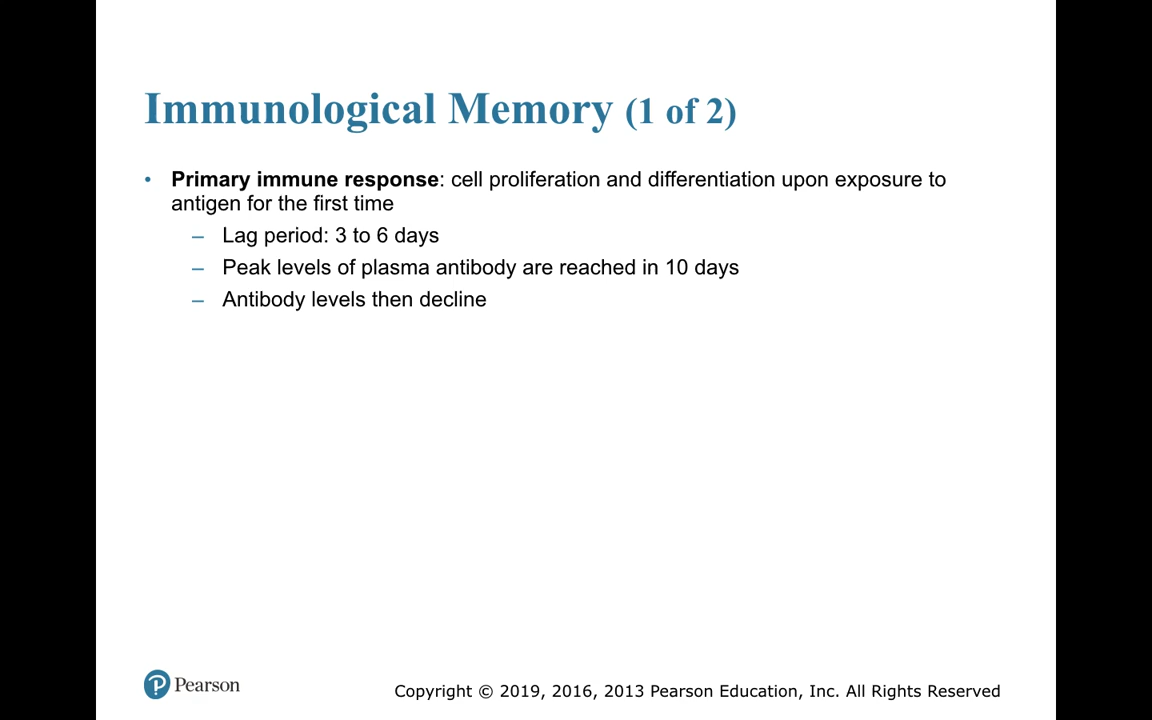 Immunological Memory (1 of 2)
• Primary immune response: cell proliferation and differentiation upon exposure to
antigen for the first time
– Lag period: 3 to 6 days
– Peak levels of plasma antibody are reached in 10 days
– Antibody levels then decline
Pearson
Copyright © 2019, 2016, 2013 Pearson Education, Inc. All Rights Reserved